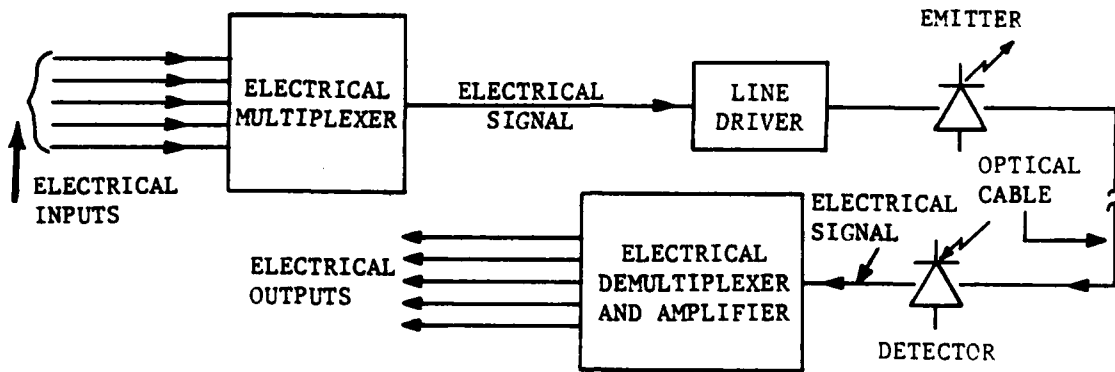 EMITTER
ELECTRICAL
MULTIPLEXER
ELECTRICAL
SIGNAL
LINE
DRIVER
ELECTRICAL
INPUTS
OPTICAL
CABLE
ELECTRICAL
SIGNAL
ELECTRICAL
OUTPUTS
ELECTRICAL
DEMULTIPLEXER
AND AMPLIFIER
DETECTOR